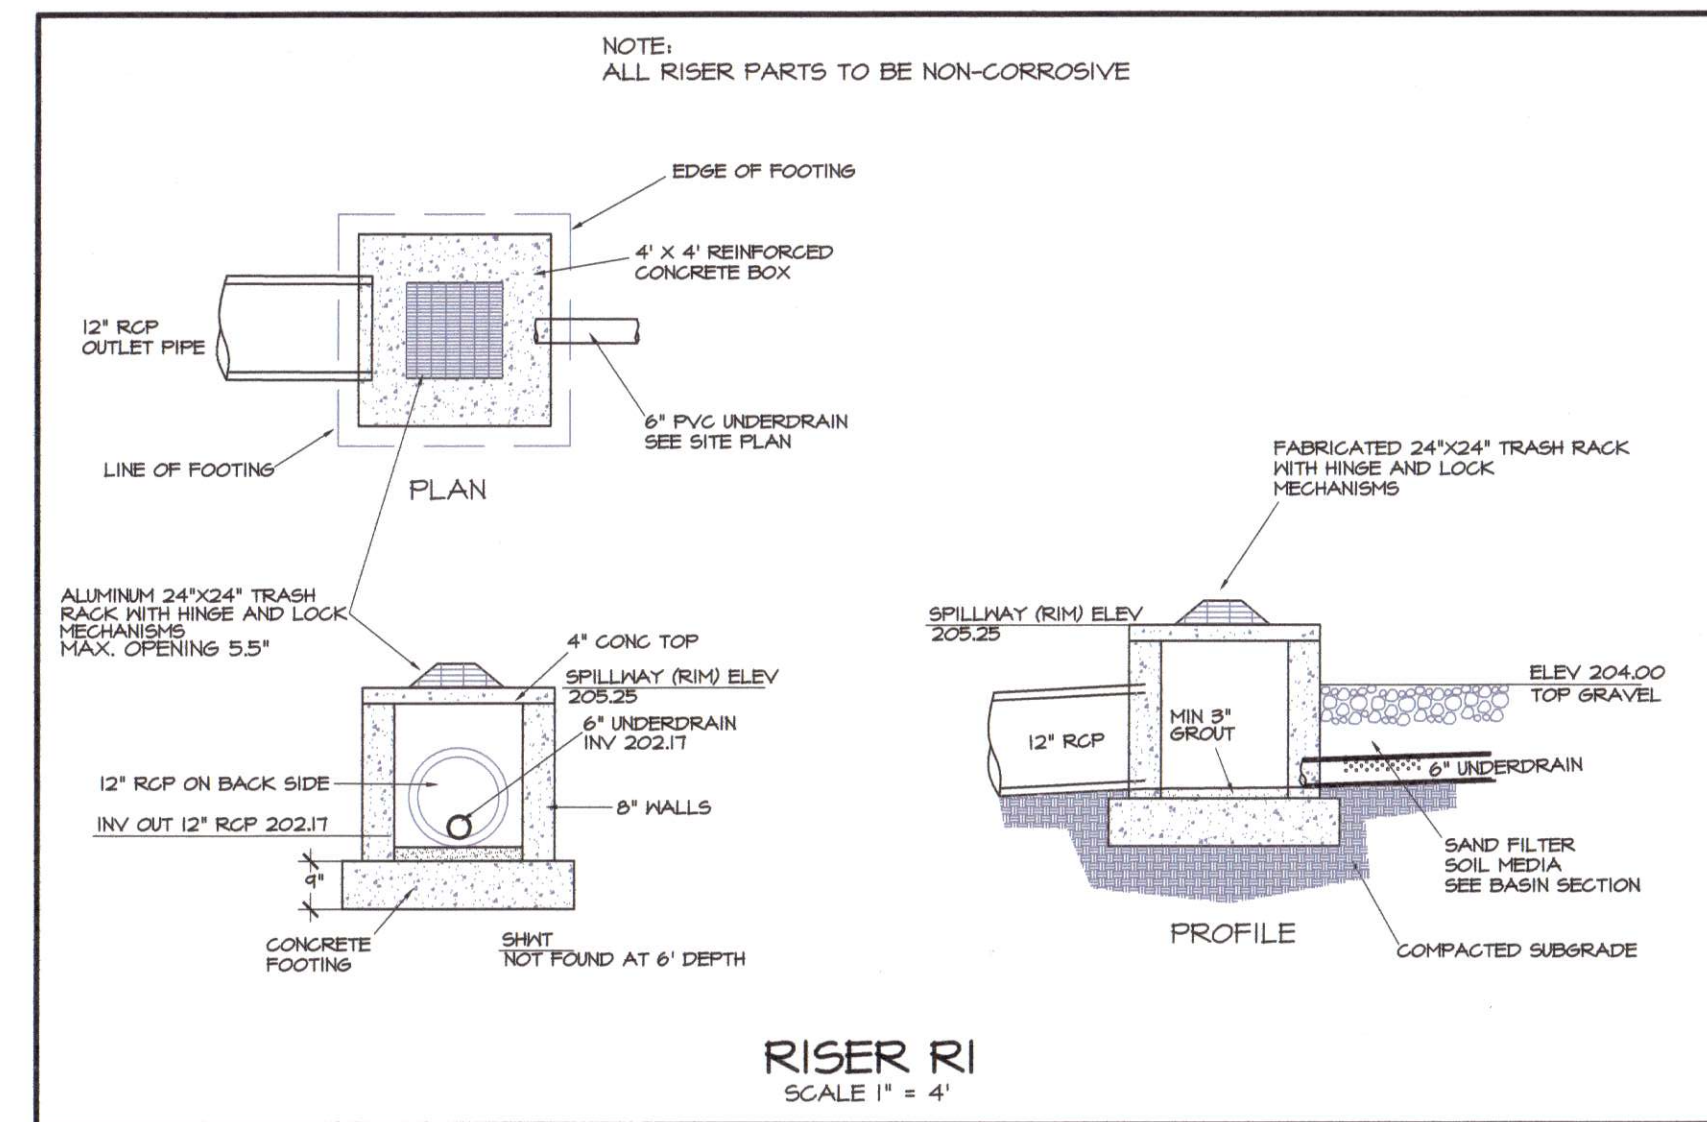 NOTE:
ALL RISER PARTS TO BE NON-CORROSIVE
EDGE OF FOOTING
4' X 4' REINFORCED
CONCRETE BOX
12" RCP
OUTLET PIPE
6" PVC UNDERDRAIN
SEE SITE PLAN
LINE OF FOOTING
PLAN
ALUMINUM 24"X24" TRASH
RACK WITH HINGE AND LOCK
MECHANISMS
MAX. OPENING 5.5"
4" CONC TOP
SPILLWAY (RIM) ELEV
205.25
6" UNDERDRAIN
INV 202.17
12" RCP ON BACK SIDE
8" WALLS
INV OUT 12" RCP 202.17
9"
CONCRETE
FOOTING
SHWT
NOT FOUND AT 6' DEPTH
FABRICATED 24"X24" TRASH RACK
WITH HINGE AND LOCK
MECHANISMS
SPILLWAY (RIM) ELEV
205.25
ELEV 204.00
TOP GRAVEL
MIN 3"
GROUT
12" RCP
6" UNDERDRAIN
SAND FILTER
SOIL MEDIA
SEE BASIN SECTION
PROFILE
COMPACTED SUBGRADE
RISER R1
SCALE 1" = 4'